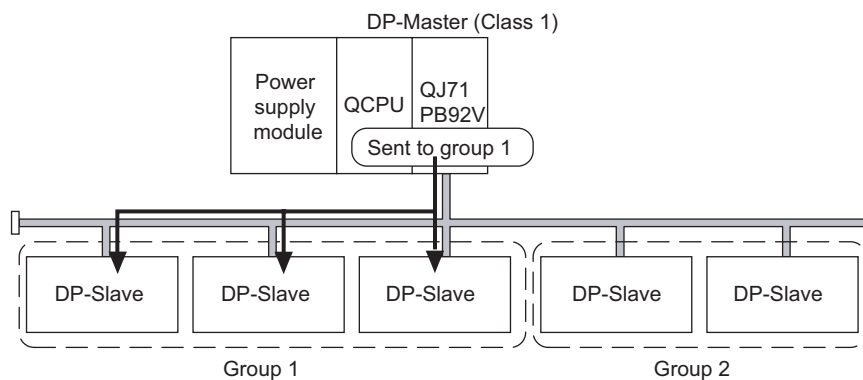 DP-Master (Class 1)
Power
supply
module
QCPU
QJ71
PB92V
Sent to group 1
DP-Slave
DP-Slave
DP-Slave
DP-Slave
DP-Slave
Group 1
Group 2